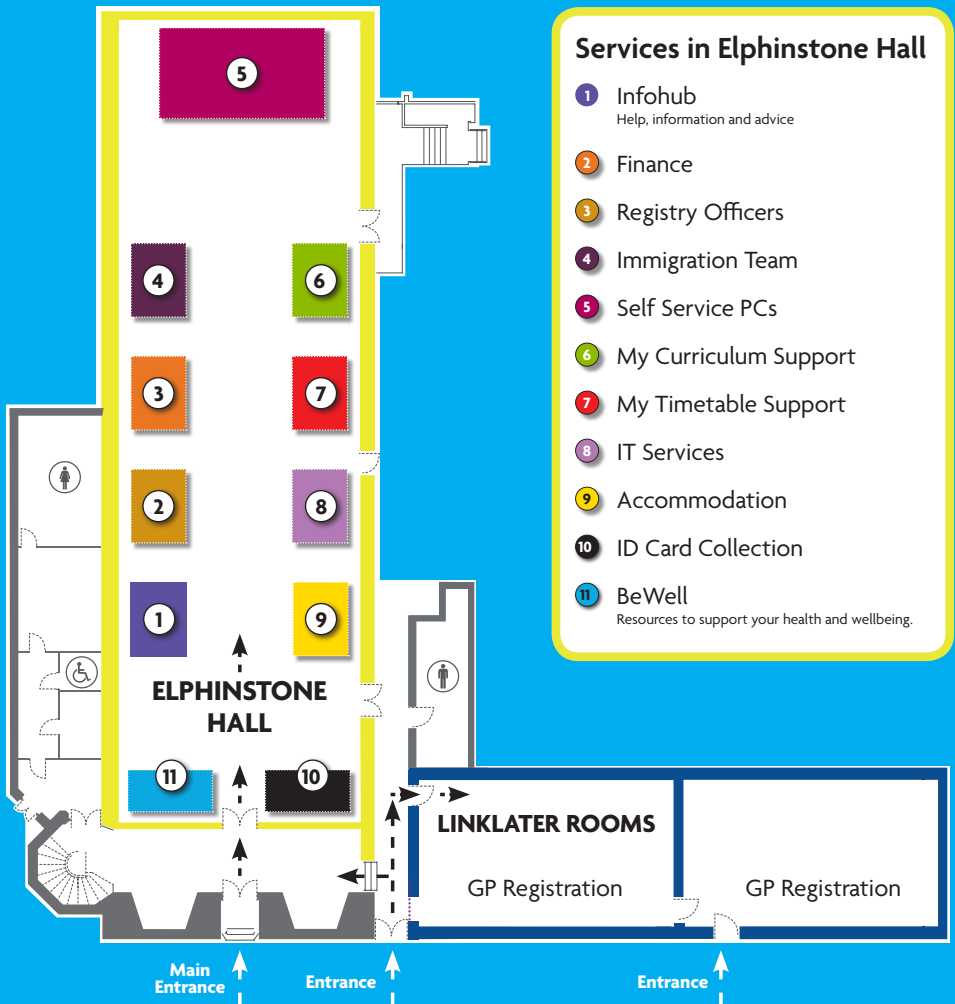 Services in Elphinstone Hall
1 Infohub
Help, information and advice
2 Finance
3 Registry Officers
4 Immigration Team
5 Self Service PCs
6 My Curriculum Support
7 My Timetable Support
8 IT Services
9 Accommodation
10 ID Card Collection
11 BeWell
Resources to support your health and wellbeing.
5
4
6
3
7
2
8
1
9
ELPHINSTONE
HALL
11
10
LINKLATER ROOMS
GP Registration
GP Registration
Main
Entrance
Entrance
Entrance